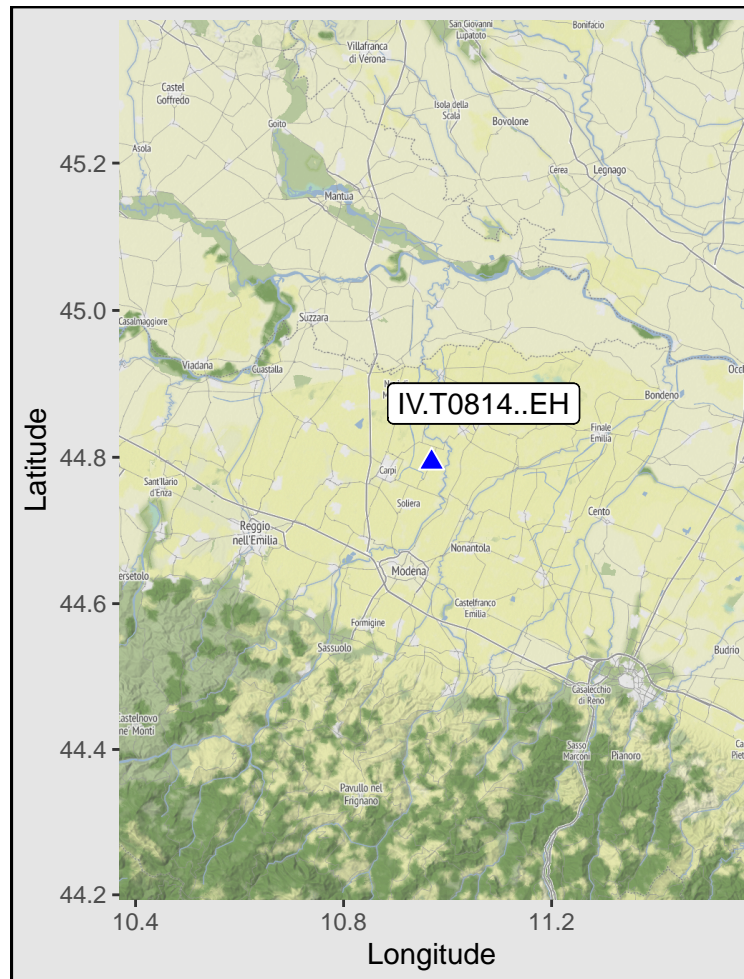 San Giovanni
Lupatoto
Bonifacio
Villafranca
di Verona
Castel
Goffredo
Isola della
Scala
Bovolone
Goito
Asola
Cerea
Legnago
45.2
Mantua
45.0
Suzzara
Casalmaggiore
Viadana
Guastalla
Occ
Bondeno
IV.T0814..EH
Finale
Emilia
44.8
Carpi
Sant'Ilario
d'Enza
Soliera
Cento
Reggio
nell'Emilia
Nonantola
Modena
ersetolo
44.6
Castelfranco
Emilia
Formigine
Sassuolo
Budrio
Casalecchio
di Reno
astelnovo
ne Monti
44.4
Sasso
Marconi
Pianoro
Ca
Piet
Pavullo nel
Frignano
44.2
10.4
10.8
11.2
Longitude
Latitude